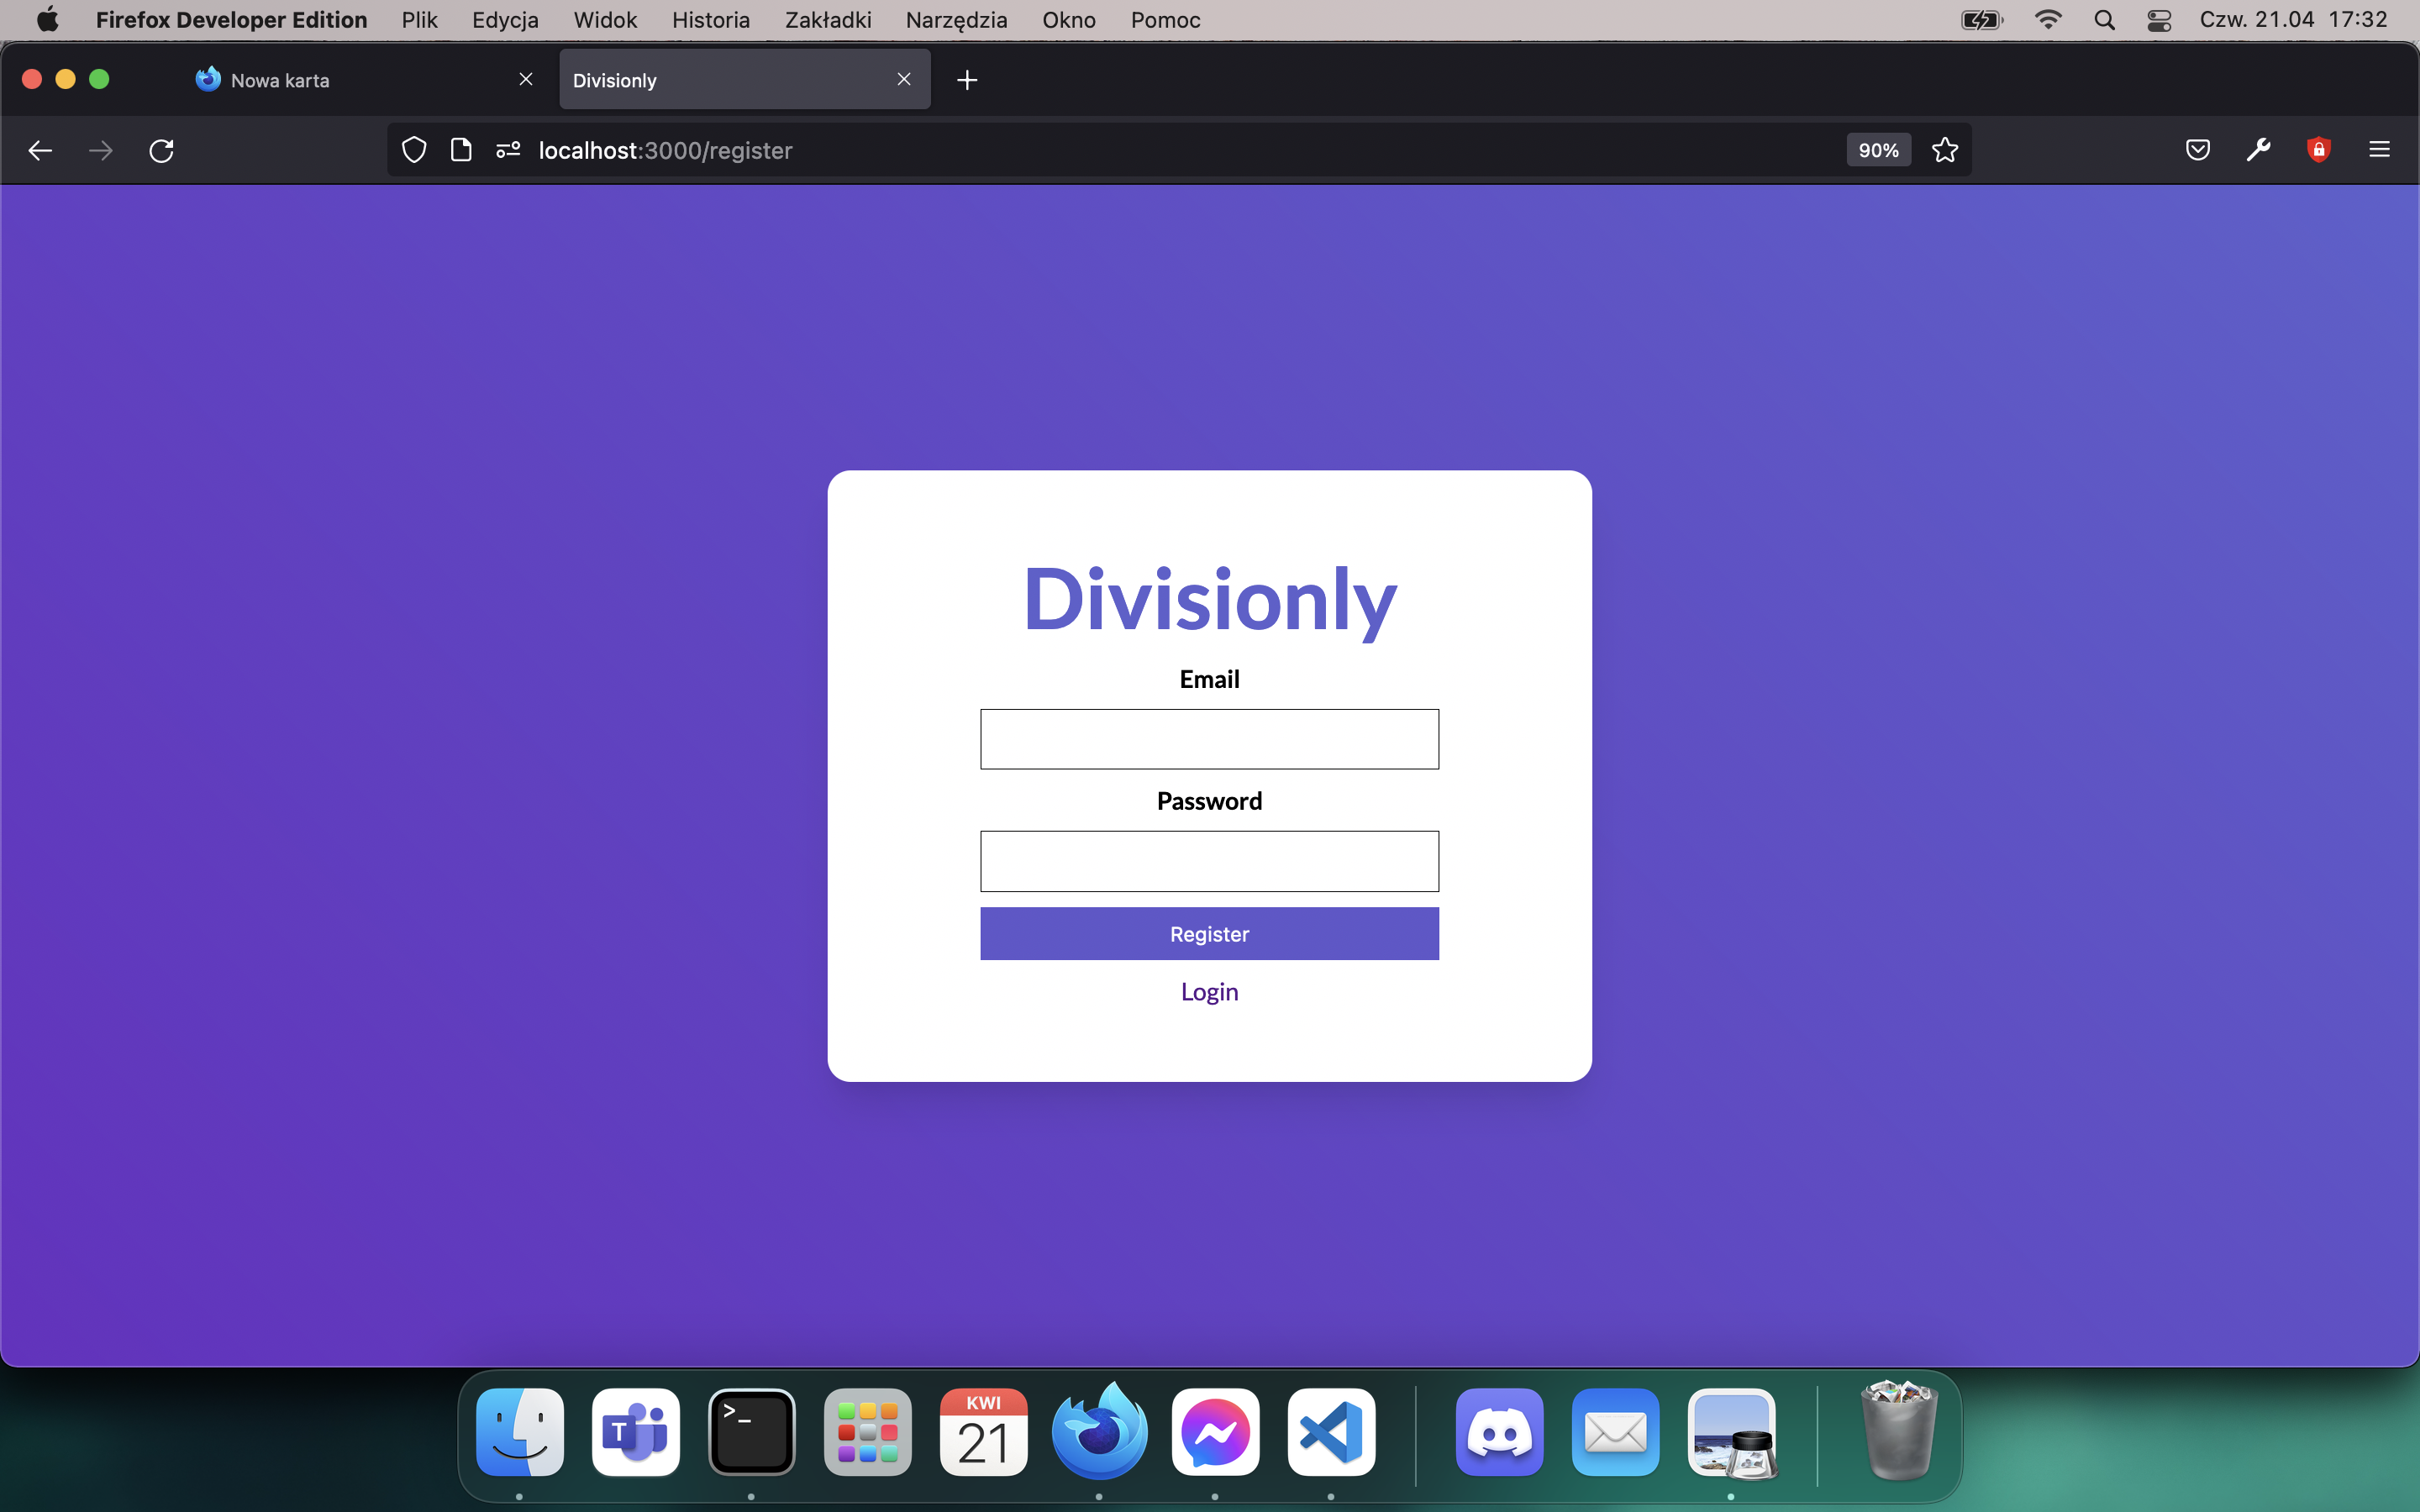 Firefox Developer Edition Plik Edycja Widok Historia Zakładki Narzędzia Okno Pomoc Czw. 21.04 17:32
Nowa karta Divisionly
localhost:3000/register 90%
Divisionly
Email
Password
Register
Login
T >_ KWI
21